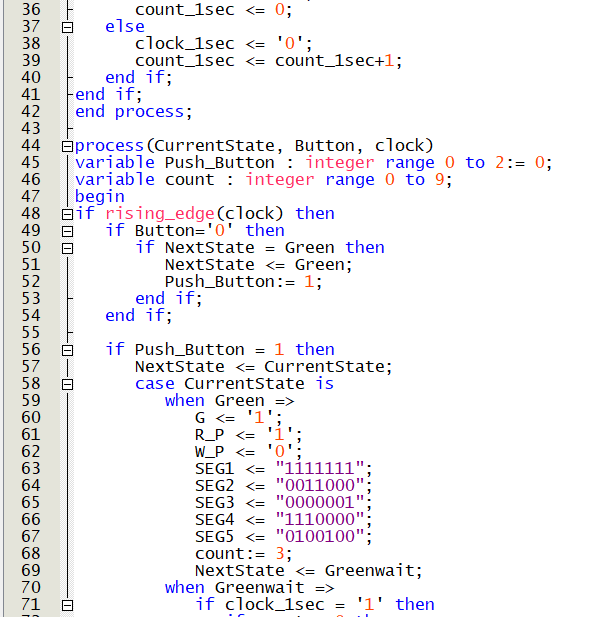 36 count_1sec <= 0;
37 else
38 clock_1sec <= '0';
39 count_1sec <= count_1sec+1;
40 end if;
41 end if;
42 end process;
43
44 process(CurrentState, Button, clock)
45 variable Push_Button : integer range 0 to 2:= 0;
46 variable count : integer range 0 to 9;
47 begin
48 if rising_edge(clock) then
49 if Button='0' then
50 if NextState = Green then
51 NextState <= Green;
52 Push_Button:= 1;
53 end if;
54 end if;
55
56 if Push_Button = 1 then
57 NextState <= CurrentState;
58 case CurrentState is
59 when Green =>
60 G <= '1';
61 R_P <= '1';
62 W_P <= '0';
63 SEG1 <= "1111111";
64 SEG2 <= "0011000";
65 SEG3 <= "0000001";
66 SEG4 <= "1110000";
67 SEG5 <= "0100100";
68 count:= 3;
69 NextState <= Greenwait;
70 when Greenwait =>
71 if clock_1sec = '1' then